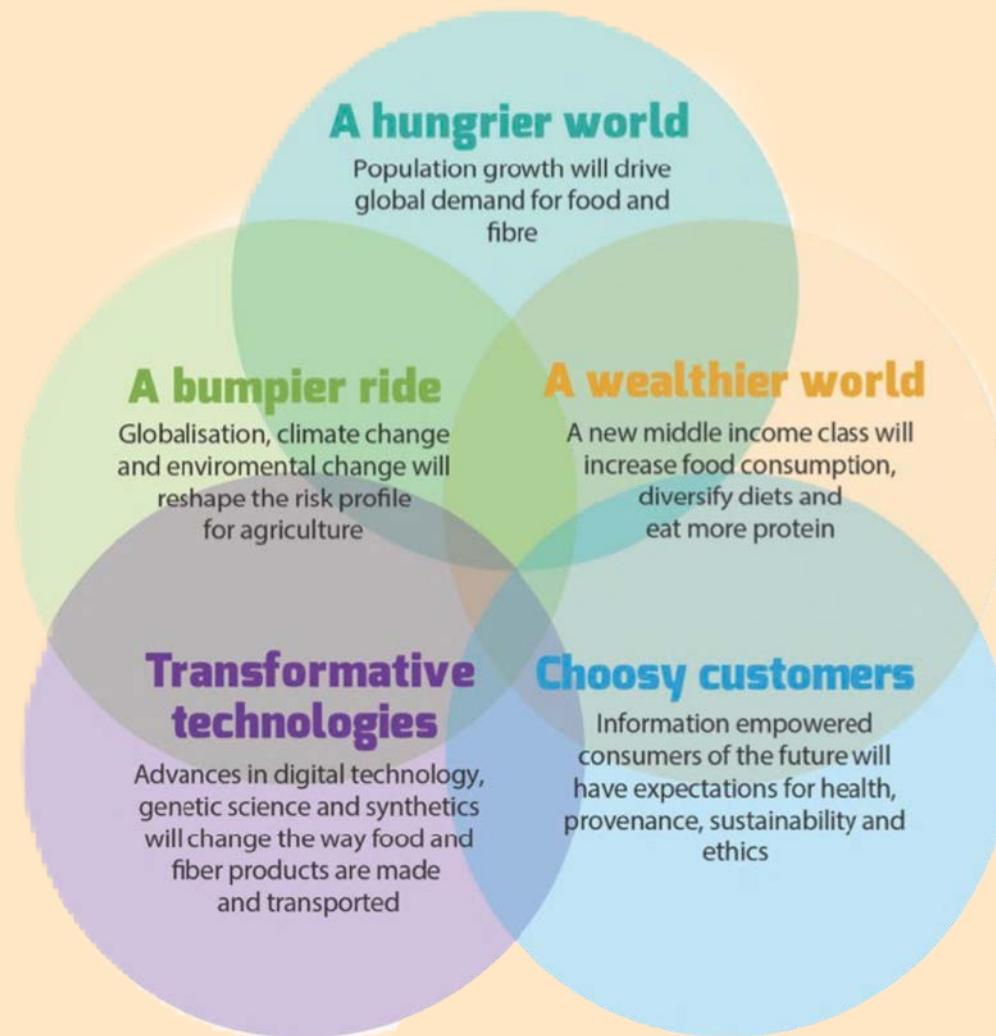 A hungrier world
Population growth will drive
global demand for food and
fibre
A bumpier ride
Globalisation, climate change
and enviromental change will
reshape the risk profile
for agriculture
A wealthier world
A new middle income class will
increase food consumption,
diversify diets and
eat more protein
Transformative
technologies
Advances in digital technology,
genetic science and synthetics
will change the way food and
fiber products are made
and transported
Choosy customers
Information empowered
consumers of the future will
have expectations for health,
provenance, sustainability and
ethics